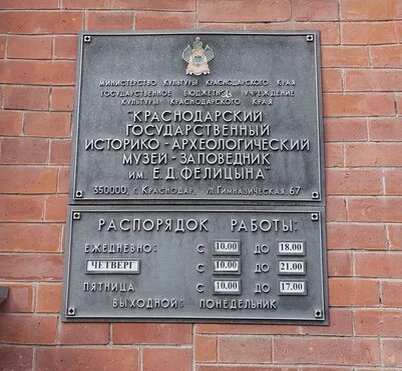 МИНИСТЕРСТВО КУЛЬТУРЫ КРАСНОДАРСКОГО КРАЯ
ГОСУДАРСТВЕННОЕ БЮДЖЕТНОЕ УЧРЕЖДЕНИЕ
КУЛЬТУРЫ КРАСНОДАРСКОГО КРАЯ
"КРАСНОДАРСКИЙ
ГОСУДАРСТВЕННЫЙ
ИСТОРИКО - АРХЕОЛОГИЧЕСКИЙ
МУЗЕЙ - ЗАПОВЕДНИК
ИМ. Е.Д. ФЕЛИЦЫНА"
350000, Г. КРАСНОДАР, УЛ. ГИМНАЗИЧЕСКАЯ 67
РАСПОРЯДОК РАБОТЫ:
ЕЖЕДНЕВНО: С 10.00 ДО 18.00
ЧЕТВЕРГ С 10.00 ДО 21.00
ПЯТНИЦА С 10.00 ДО 17.00
ВЫХОДНОЙ: ПОНЕДЕЛЬНИК